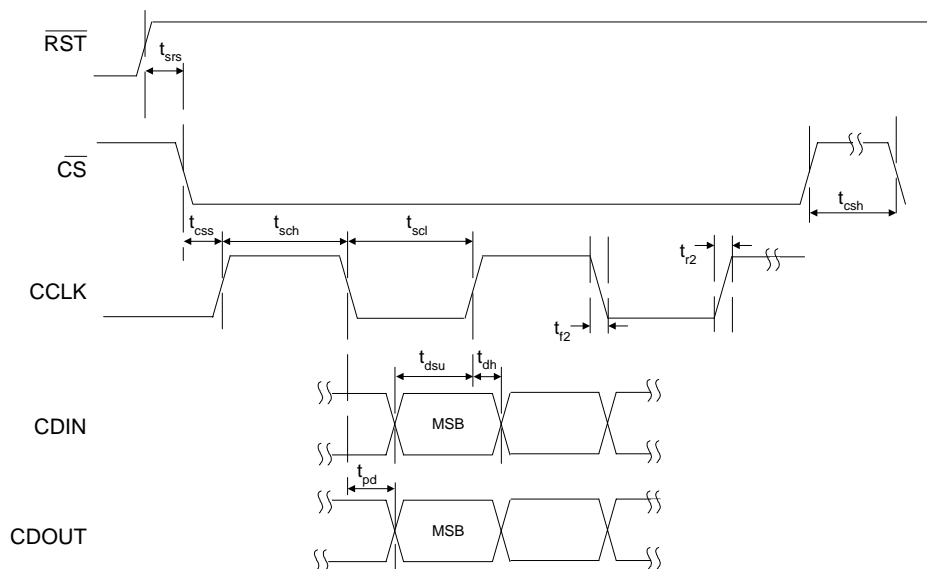 RST
t_srs
CS
t_csh
t_css
t_sch
t_scl
t_r2
CCLK
t_f2
t_dsu
t_dh
CDIN
MSB
t_pd
CDOUT
MSB